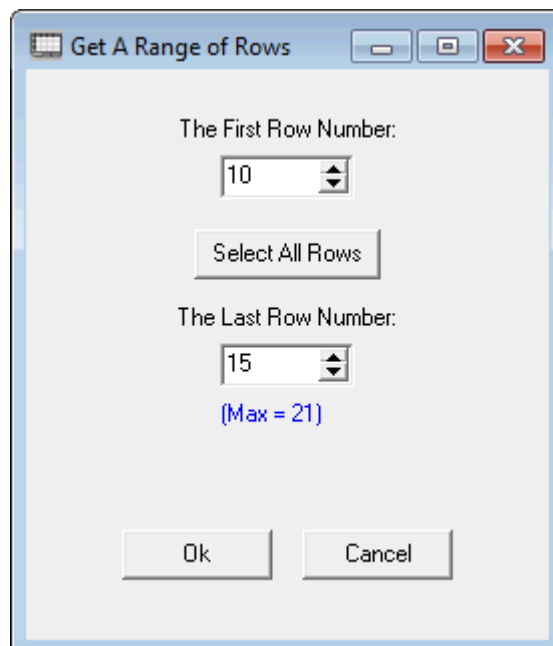 Get A Range of Rows
The First Row Number:
10
Select All Rows
The Last Row Number:
15
(Max = 21)
Ok Cancel